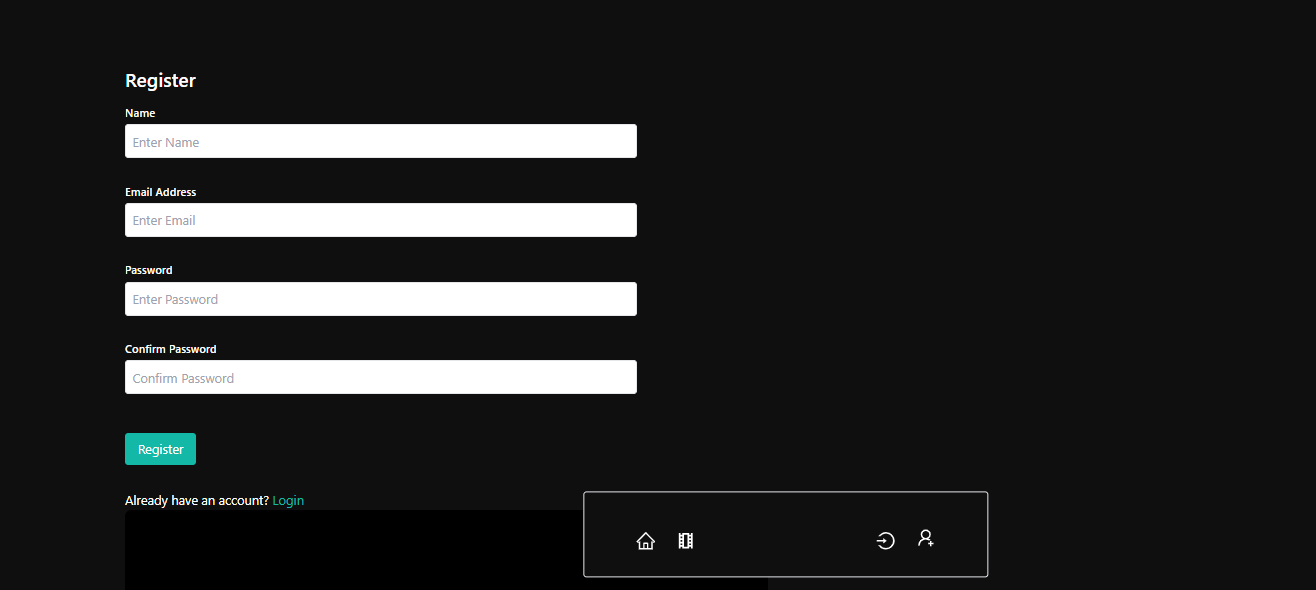 Register
Name
Enter Name
Email Address
Enter Email
Password
Enter Password
Confirm Password
Confirm Password
Register
Already have an account? Login